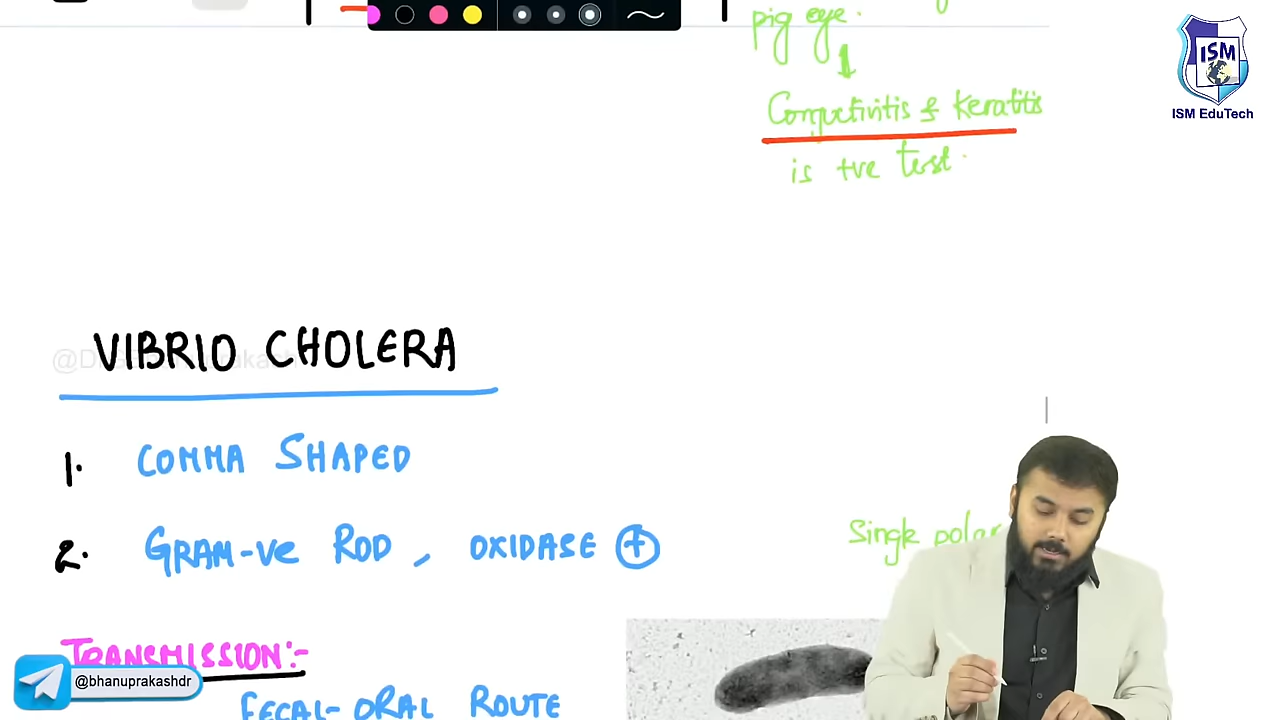 pig eye.
Conjuctivitis & Keratitis
is +ve test.
ISM
ISM EduTech
VIBRIO CHOLERA
1. COMMA SHAPED
2. GRAM-ve ROD, OXIDASE +
Single polar
TRANSMISSION:-
@bhanuprakashdr
FECAL-ORAL ROUTE